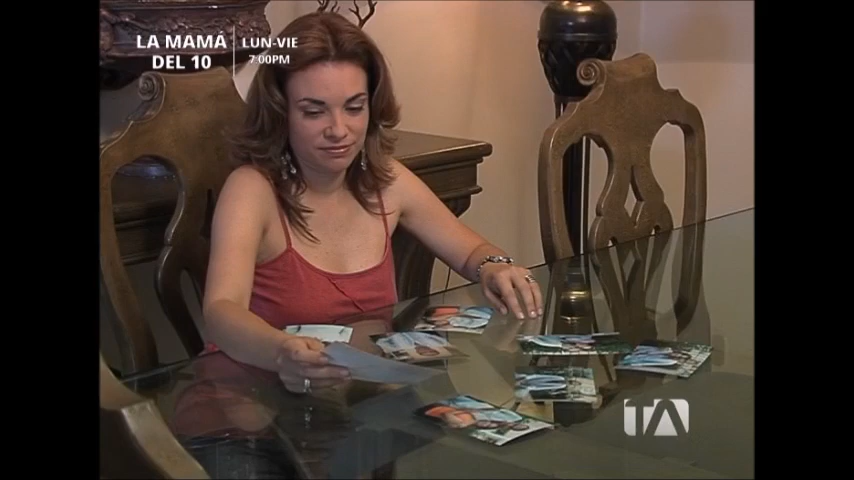 LA MAMÁ
DEL 10
LUN-VIE
7:00PM
TA